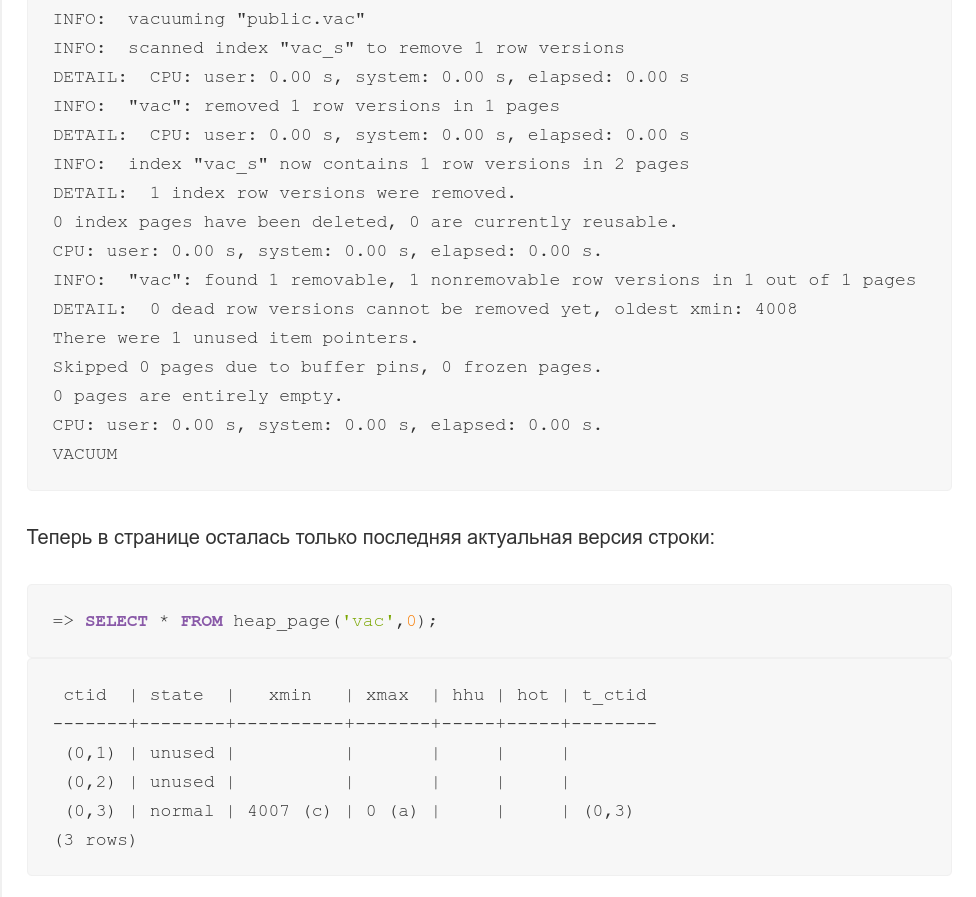 INFO:  vacuuming "public.vac"
INFO:  scanned index "vac_s" to remove 1 row versions
DETAIL:  CPU: user: 0.00 s, system: 0.00 s, elapsed: 0.00 s
INFO:  "vac": removed 1 row versions in 1 pages
DETAIL:  CPU: user: 0.00 s, system: 0.00 s, elapsed: 0.00 s
INFO:  index "vac_s" now contains 1 row versions in 2 pages
DETAIL:  1 index row versions were removed.
0 index pages have been deleted, 0 are currently reusable.
CPU: user: 0.00 s, system: 0.00 s, elapsed: 0.00 s.
INFO:  "vac": found 1 removable, 1 nonremovable row versions in 1 out of 1 pages
DETAIL:  0 dead row versions cannot be removed yet, oldest xmin: 4008
There were 1 unused item pointers.
Skipped 0 pages due to buffer pins, 0 frozen pages.
0 pages are entirely empty.
CPU: user: 0.00 s, system: 0.00 s, elapsed: 0.00 s.
VACUUM
Теперь в странице осталась только последняя актуальная версия строки:
=> SELECT * FROM heap_page('vac',0);
 ctid  | state  |   xmin   | xmax  | hhu | hot | t_ctid
-------+--------+----------+-------+-----+-----+--------
 (0,1) | unused |          |       |     |     |
 (0,2) | unused |          |       |     |     |
 (0,3) | normal | 4007 (c) | 0 (a) |     |     | (0,3)
(3 rows)